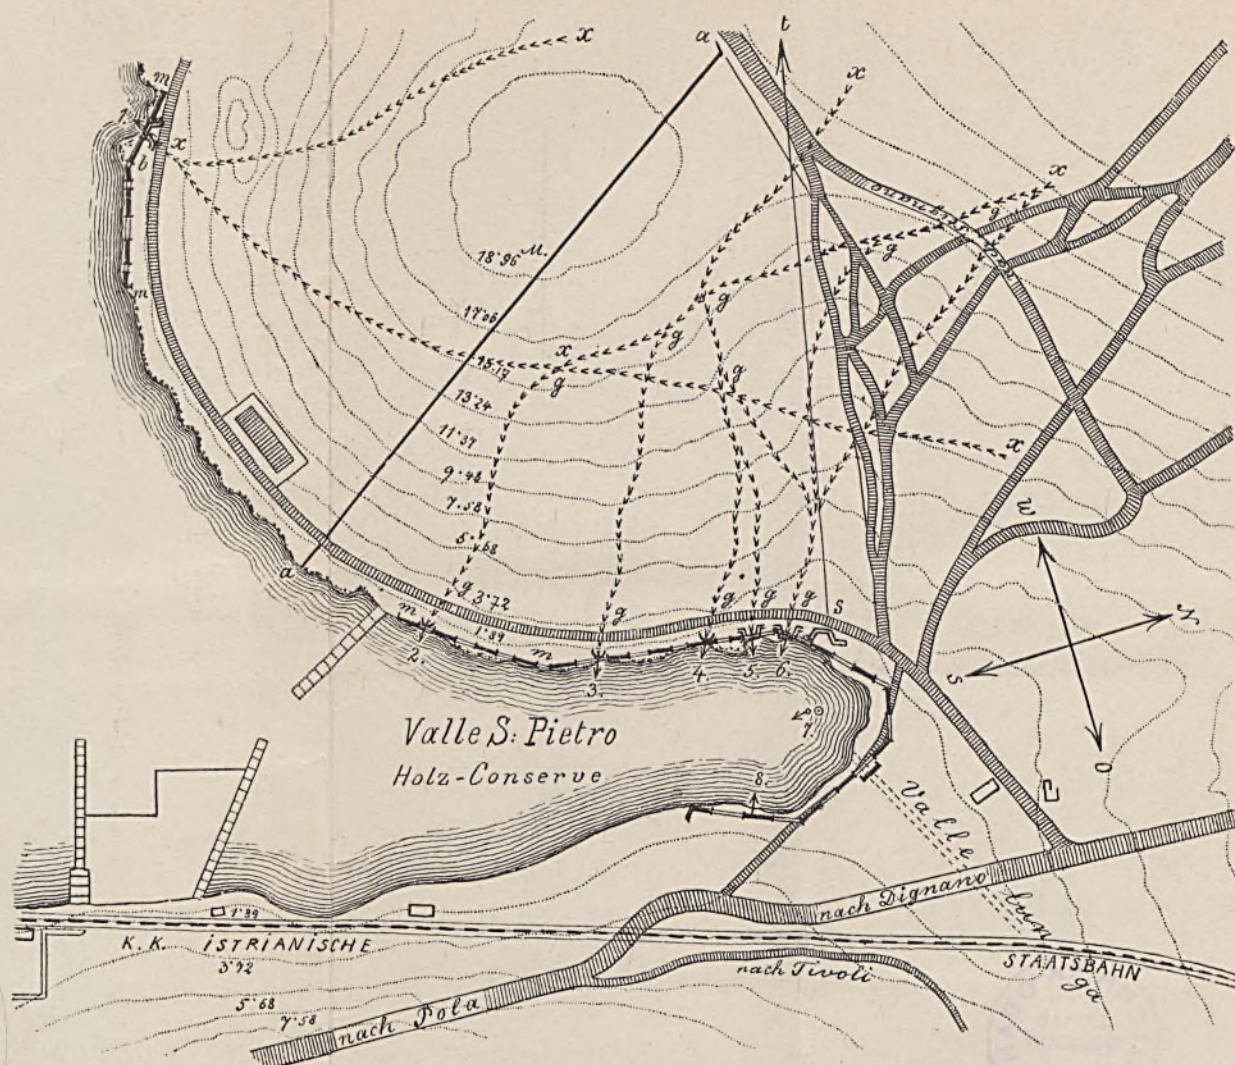 t
x
a
x
m
b
x
x
g
g
18·96 M.
g
g
17·06
x
g
15·17
g
13·24
11·37
x
9·48
7·58
m
5·68
a
g
3·72
g
g
g
g
s
m
1·89
m
2.
3.
4.
5.
6.
W
N
S
O
Valle S: Pietro
Holz-Conserve
7.
8.
Valle lunga
nach Dignano
1·89
K. K. ISTRIANISCHE STAATSBAHN
3·72
nach Tivoli
5·68
7·58
nach Pola